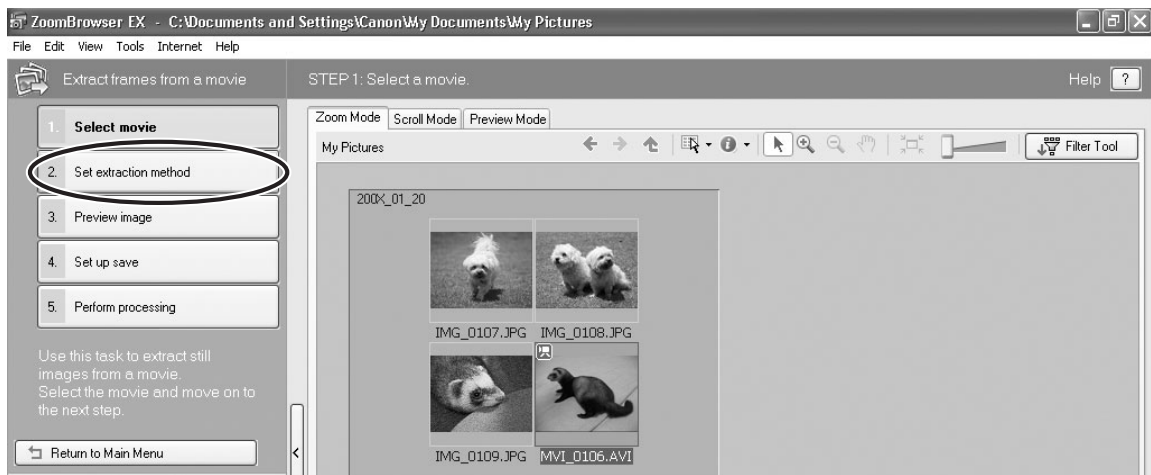 ZoomBrowser EX - C:\Documents and Settings\Canon\My Documents\My Pictures
File Edit View Tools Internet Help
Extract frames from a movie
STEP 1: Select a movie.
Help ?
1. Select movie
2. Set extraction method
3. Preview image
4. Set up save
5. Perform processing
Use this task to extract still
images from a movie.
Select the movie and move on to
the next step.
Return to Main Menu
Zoom Mode Scroll Mode Preview Mode
My Pictures
Filter Tool
200X_01_20
IMG_0107.JPG IMG_0108.JPG
IMG_0109.JPG MVI_0106.AVI